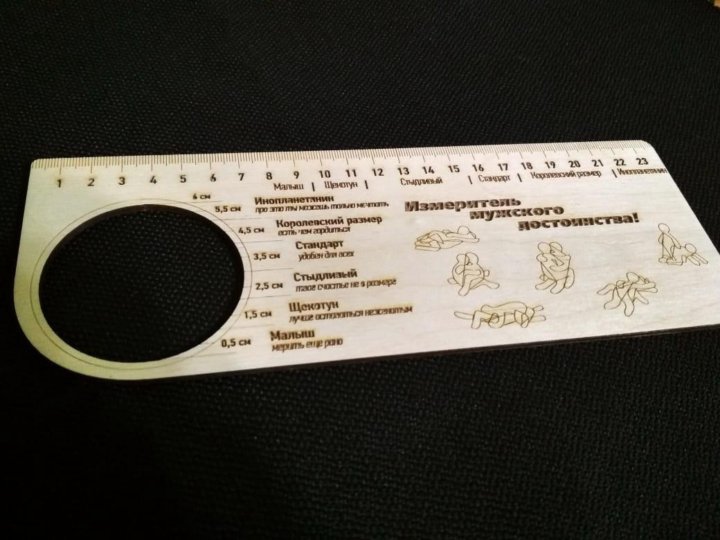 1 2 3 4 5 6 7 8 9 10 11 12 13 14 15 16 17 18 19 20 21 22 23
Малыш | Щекотун | Стыдливый | Стандарт | Королевский размер | Инопланетянин
6 см
5,5 см
Инопланетянин
про это ты можешь только мечтать
4,5 см
Королевский размер
есть чем гордиться
3,5 см
Стандарт
удобен для всех
2,5 см
Стыдливый
твое счастье не в размере
1,5 см
Щекотун
лучше оставаться неженатым
0,5 см
Малыш
мерить еще рано
Измеритель
мужского
достоинства!